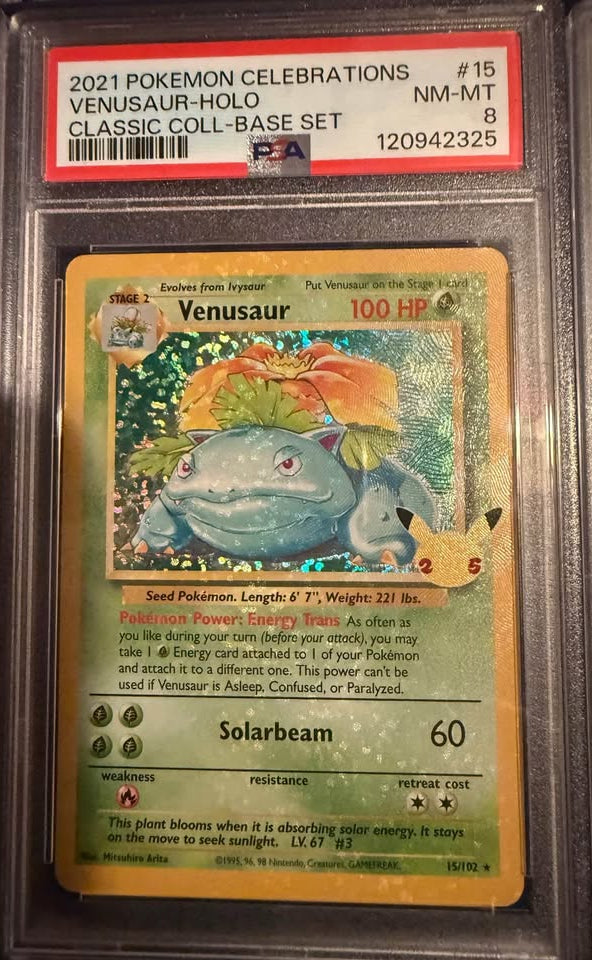 2021 POKEMON CELEBRATIONS #15
VENUSAUR-HOLO NM-MT
CLASSIC COLL-BASE SET 8
PSA 120942325
Evolves from Ivysaur Put Venusaur on the Stage 1 card
STAGE 2 Venusaur 100 HP
2 5
Seed Pokémon. Length: 6' 7", Weight: 221 lbs.
Pokémon Power: Energy Trans As often as
you like during your turn (before your attack), you may
take 1 Energy card attached to 1 of your Pokémon
and attach it to a different one. This power can't be
used if Venusaur is Asleep, Confused, or Paralyzed.
Solarbeam 60
weakness resistance retreat cost
This plant blooms when it is absorbing solar energy. It stays
on the move to seek sunlight. LV. 67 #3
Illus. Mitsuhiro Arita ©1995, 96, 98 Nintendo, Creatures, GAMEFREAK. 15/102 ★